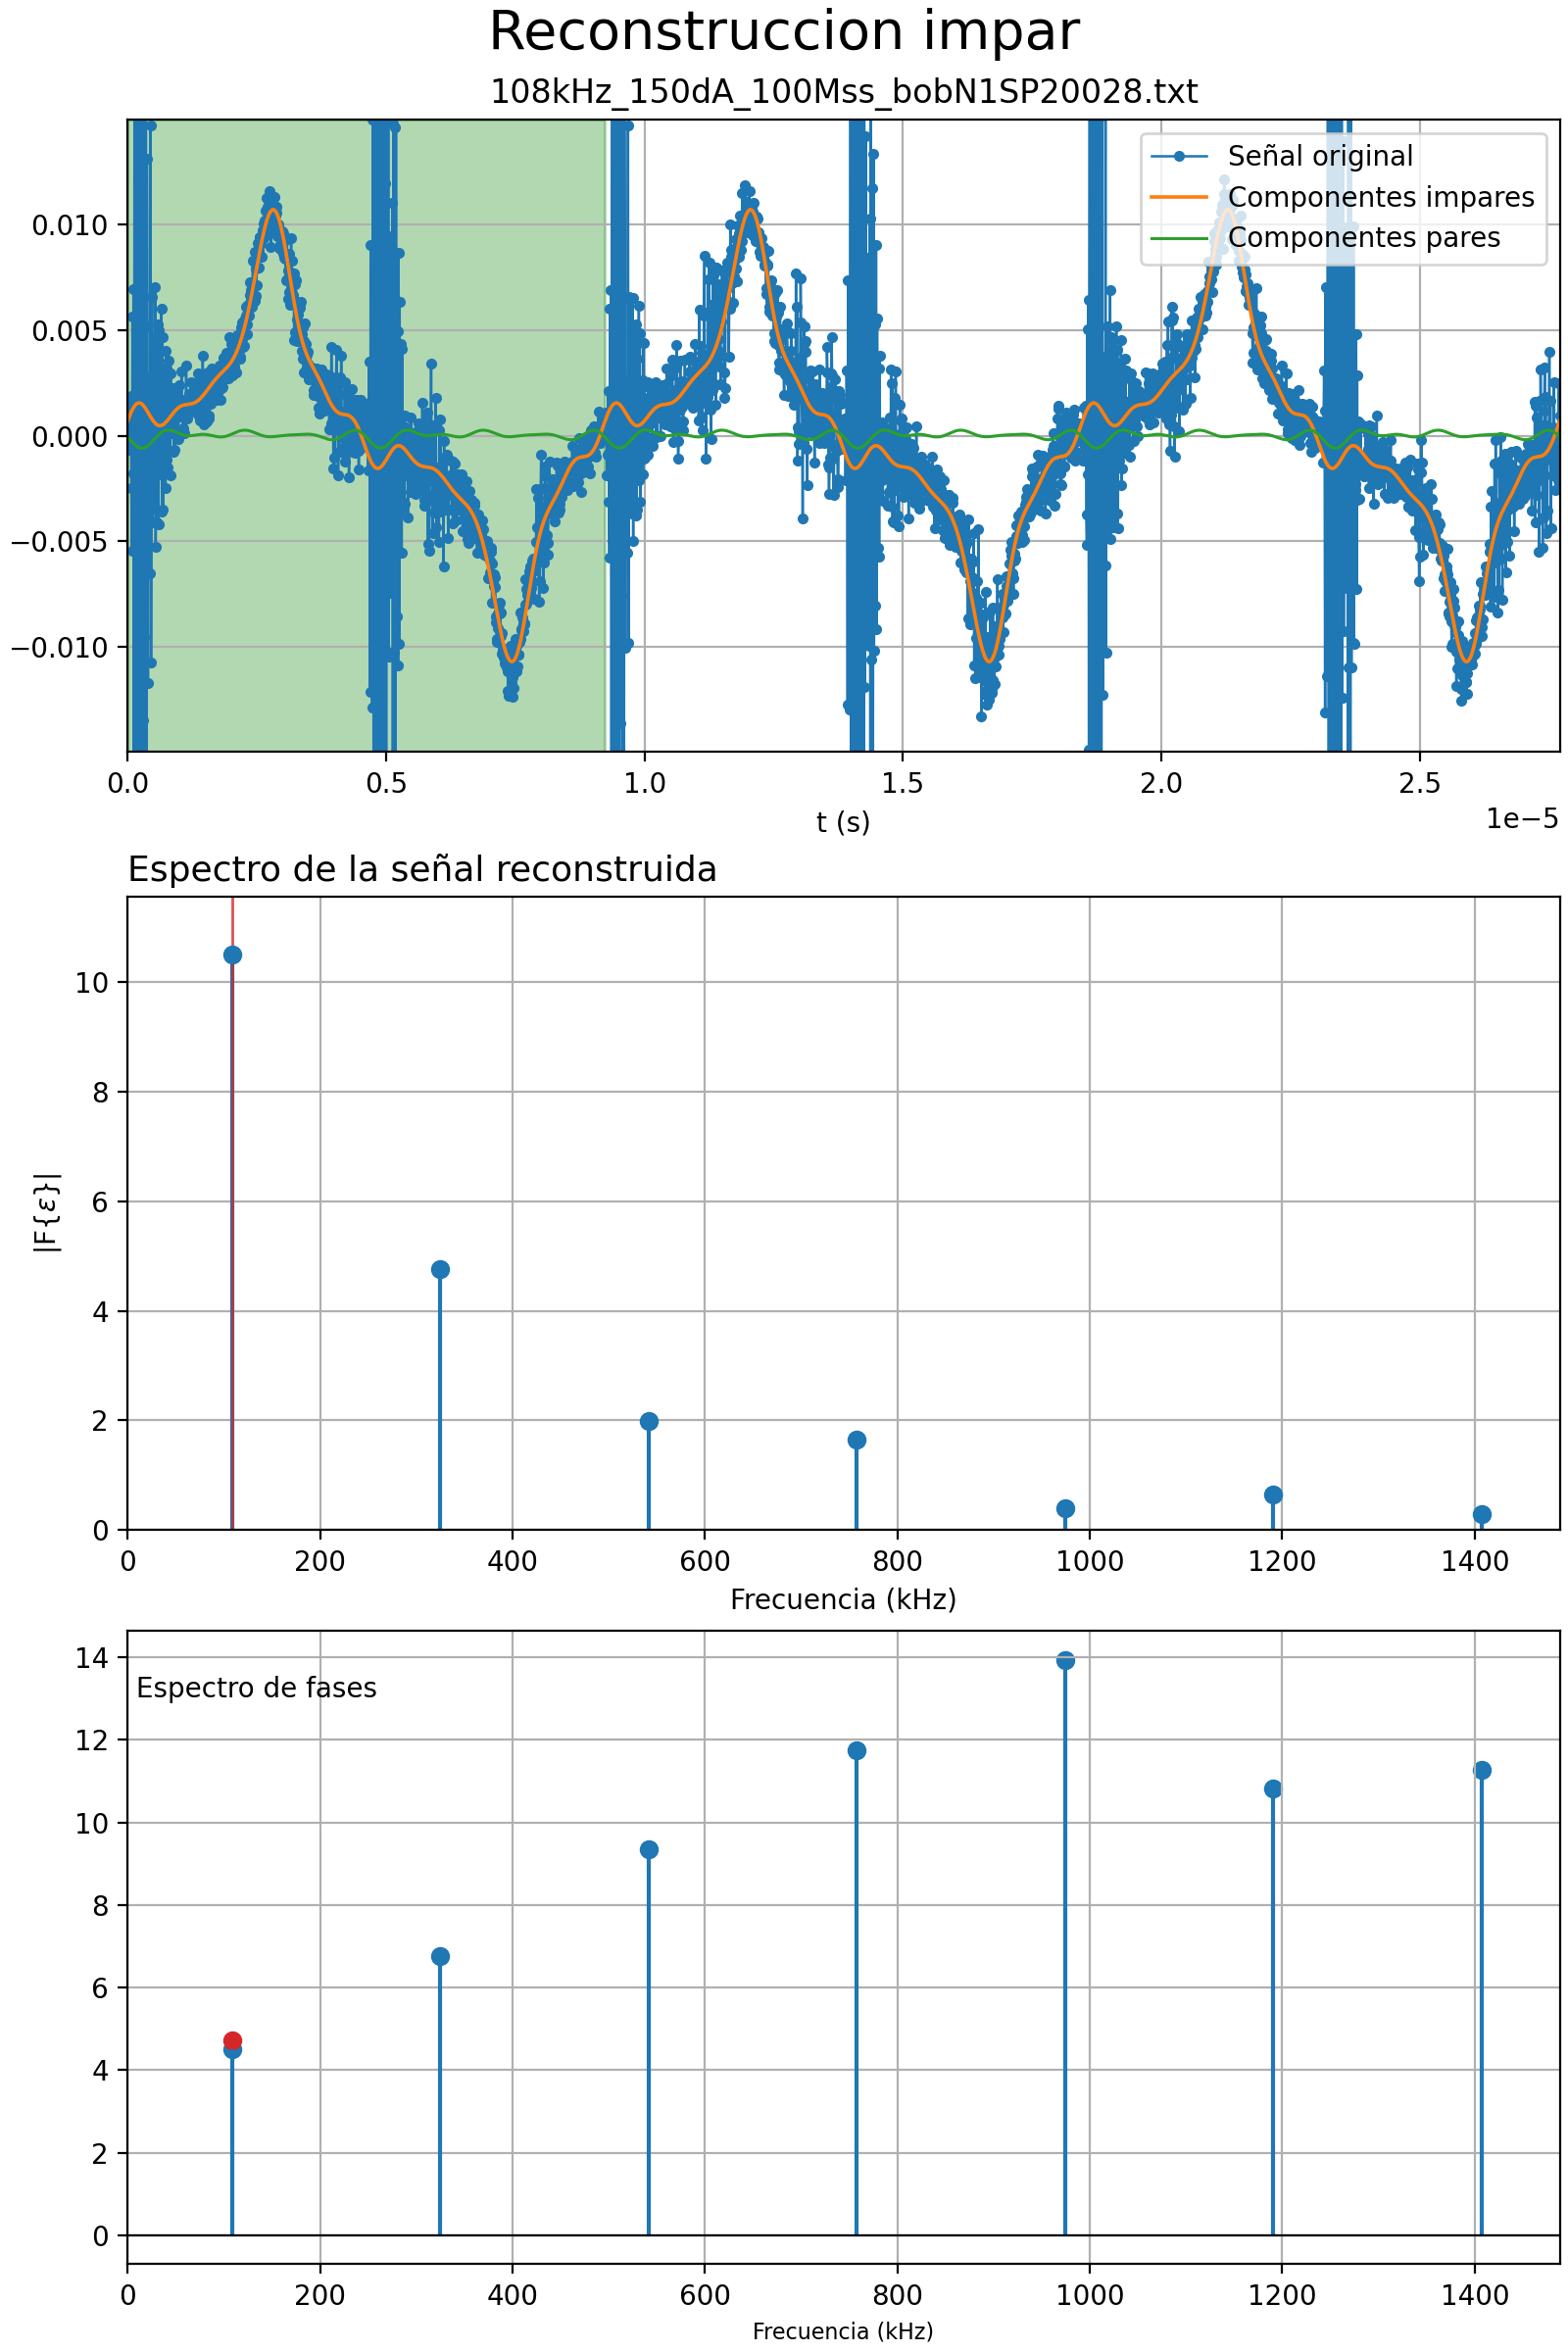 Reconstruccion impar
108kHz_150dA_100Mss_bobN1SP20028.txt
Señal original
Componentes impares
Componentes pares
0.010
0.005
0.000
−0.005
−0.010
0.0 0.5 1.0 1.5 2.0 2.5
t (s)
1e−5
Espectro de la señal reconstruida
10
8
6
4
2
0
|F{ε}|
0 200 400 600 800 1000 1200 1400
Frecuencia (kHz)
14
12
10
8
6
4
2
0
Espectro de fases
0 200 400 600 800 1000 1200 1400
Frecuencia (kHz)